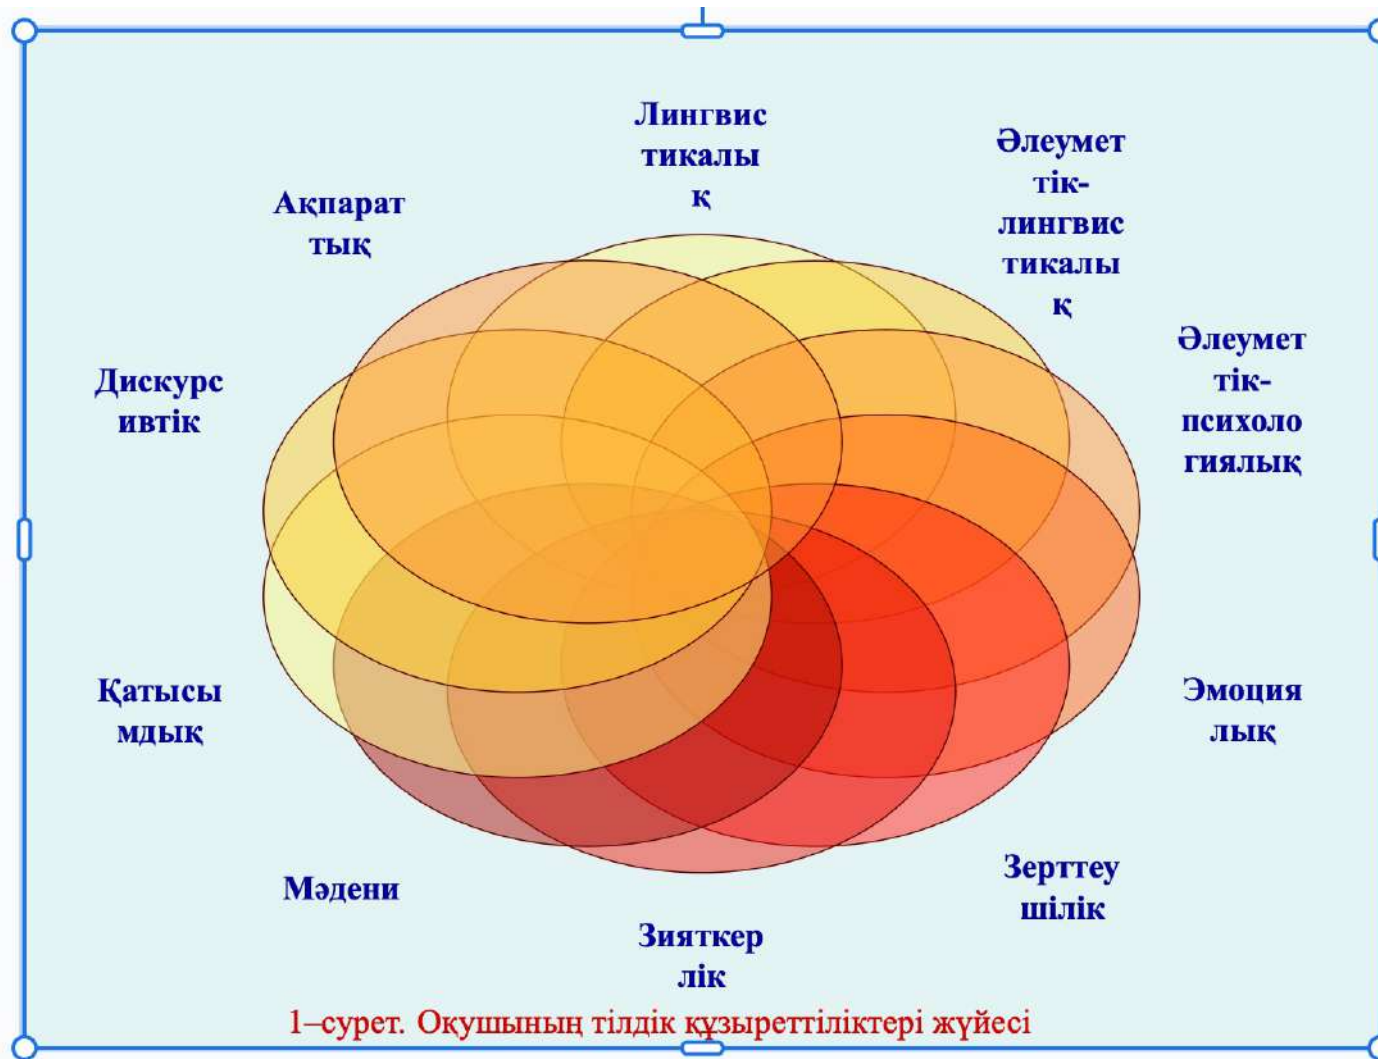 Лингвис
тикалы
қ
Әлеумет
тік-
лингвис
тикалы
қ
Әлеумет
тік-
психоло
гиялық
Эмоция
лық
Зерттеу
шілік
Зияткер
лік
Мәдени
Қатысы
мдық
Дискурс
ивтік
Ақпарат
тық
1–сурет. Оқушының тілдік құзыреттіліктері жүйесі